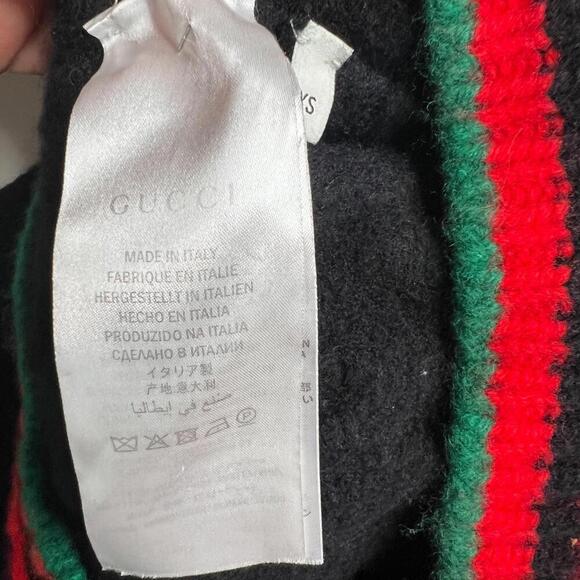 XS
GUCCI
MADE IN ITALY
FABRIQUE EN ITALIE
HERGESTELLT IN ITALIEN
HECHO EN ITALIA
PRODUZIDO NA ITALIA
СДЕЛАНО В ИТАЛИИ
イタリア製
产地意大利
صنع في إيطاليا